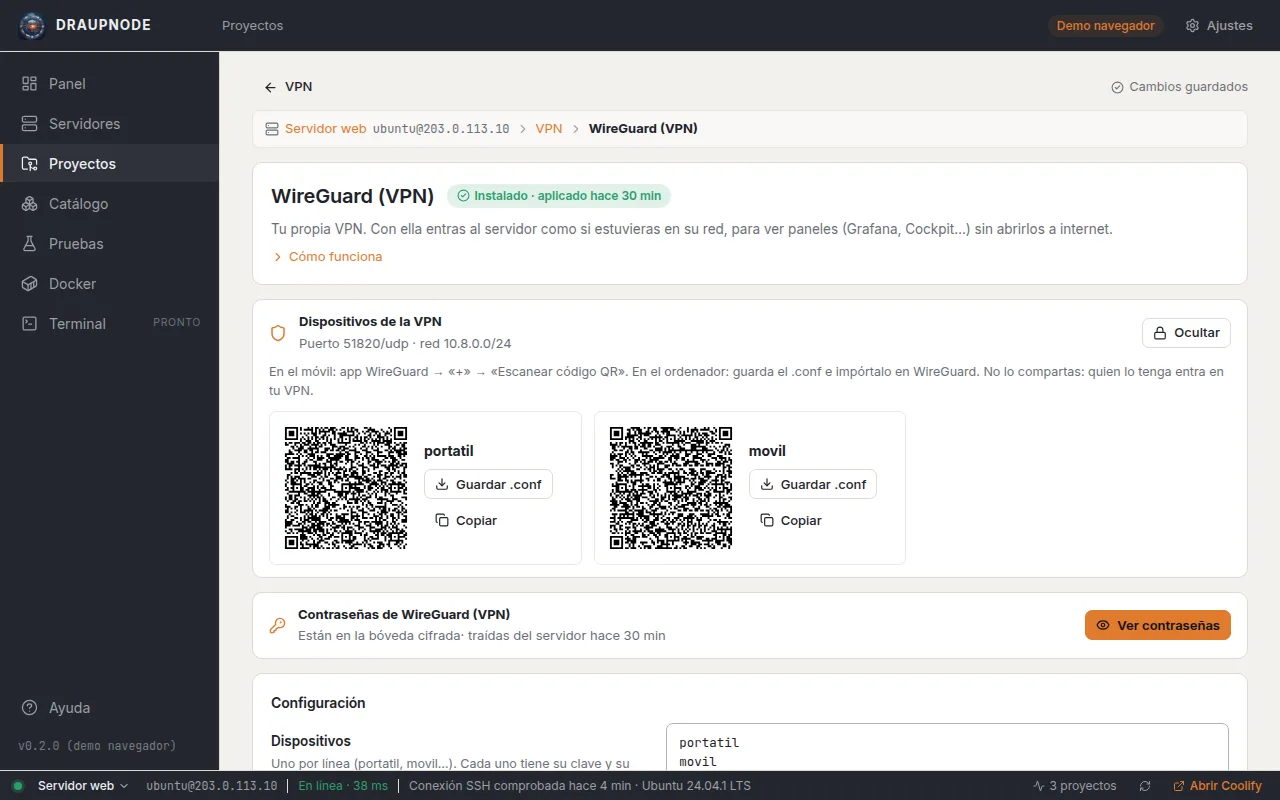 DRAUPNODE
Proyectos
Demo navegador
Ajustes
Panel
Servidores
Proyectos
Catálogo
Pruebas
Docker
Terminal PRONTO
Ayuda
v0.2.0 (demo navegador)
VPN
Cambios guardados
Servidor web ubuntu@203.0.113.10 > VPN > WireGuard (VPN)
WireGuard (VPN)
Instalado · aplicado hace 30 min
Tu propia VPN. Con ella entras al servidor como si estuvieras en su red, para ver paneles (Grafana, Cockpit...) sin abrirlos a internet.
Cómo funciona
Dispositivos de la VPN
Puerto 51820/udp · red 10.8.0.0/24
Ocultar
En el móvil: app WireGuard → «+» → «Escanear código QR». En el ordenador: guarda el .conf e impórtalo en WireGuard. No lo compartas: quien lo tenga entra en
tu VPN.
portatil
Guardar .conf
Copiar
movil
Guardar .conf
Copiar
Contraseñas de WireGuard (VPN)
Están en la bóveda cifrada· traídas del servidor hace 30 min
Ver contraseñas
Configuración
Dispositivos
Uno por línea (portatil, movil...). Cada uno tiene su clave y su
portatil
movil
Servidor web
ubuntu@203.0.113.10
En línea · 38 ms
Conexión SSH comprobada hace 4 min · Ubuntu 24.04.1 LTS
3 proyectos
Abrir Coolify